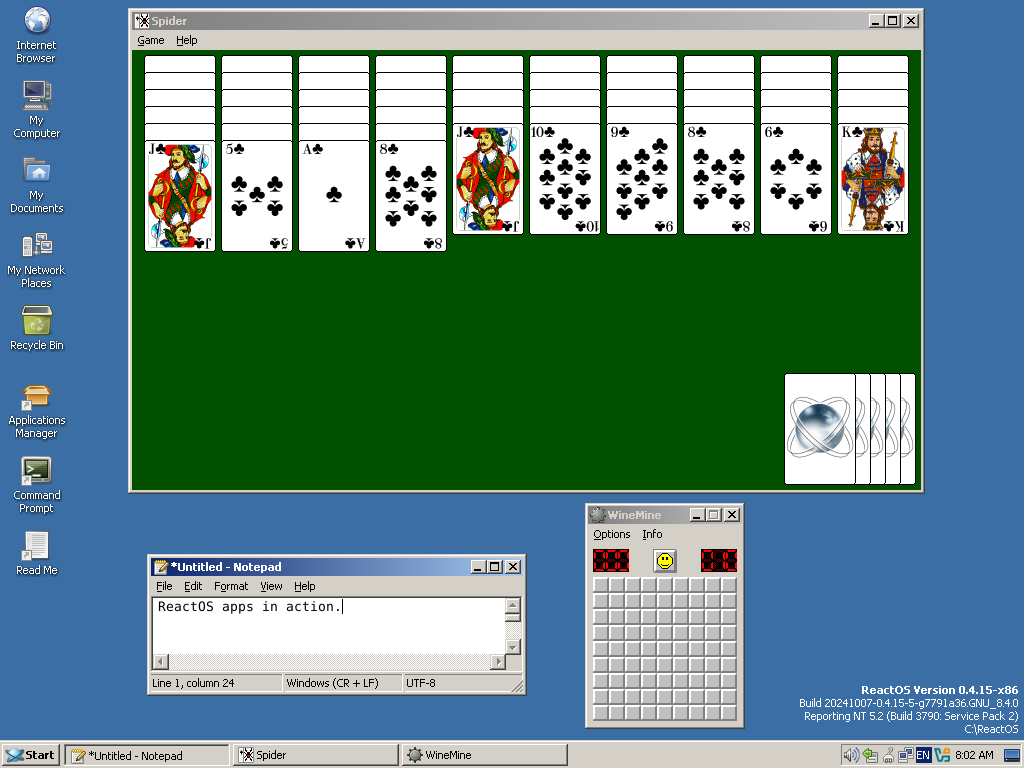 Internet
Browser
My
Computer
My
Documents
My Network
Places
Recycle Bin
Applications
Manager
Command
Prompt
Read Me
Spider
Game Help
J 5 A 8 J 10 9 8 6 K
J 5 A 8 J 10 9 8 6 K
*Untitled - Notepad
File Edit Format View Help
ReactOS apps in action.
Line 1, column 24 Windows (CR + LF) UTF-8
WineMine
Options Info
ReactOS Version 0.4.15-x86
Build 20241007-0.4.15-5-g7791a36.GNU_8.4.0
Reporting NT 5.2 (Build 3790: Service Pack 2)
C:\ReactOS
Start *Untitled - Notepad Spider WineMine EN 8:02 AM